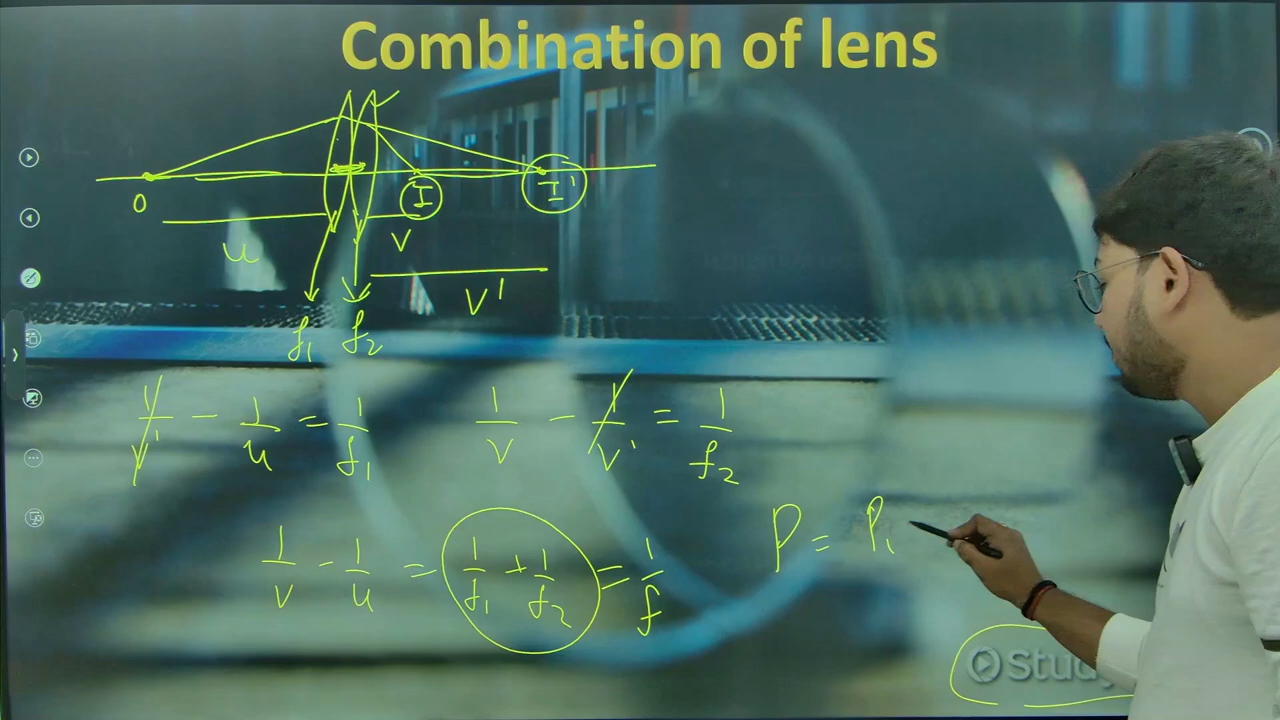 Combination of lens
O I I'
u v
v'
f₁ f₂
1/v' - 1/u = 1/f₁ 1/v - 1/v' = 1/f₂
1/v - 1/u = 1/f₁ + 1/f₂ = 1/f P = P₁
Study